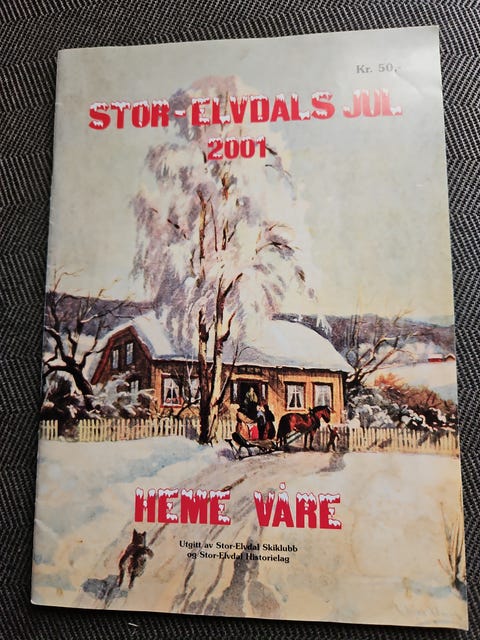 Kr. 50,-
STOR-ELVDALS JUL
2001
HEME VÅRE
Utgitt av Stor-Elvdal Skiklubb
og Stor-Elvdal Historielag